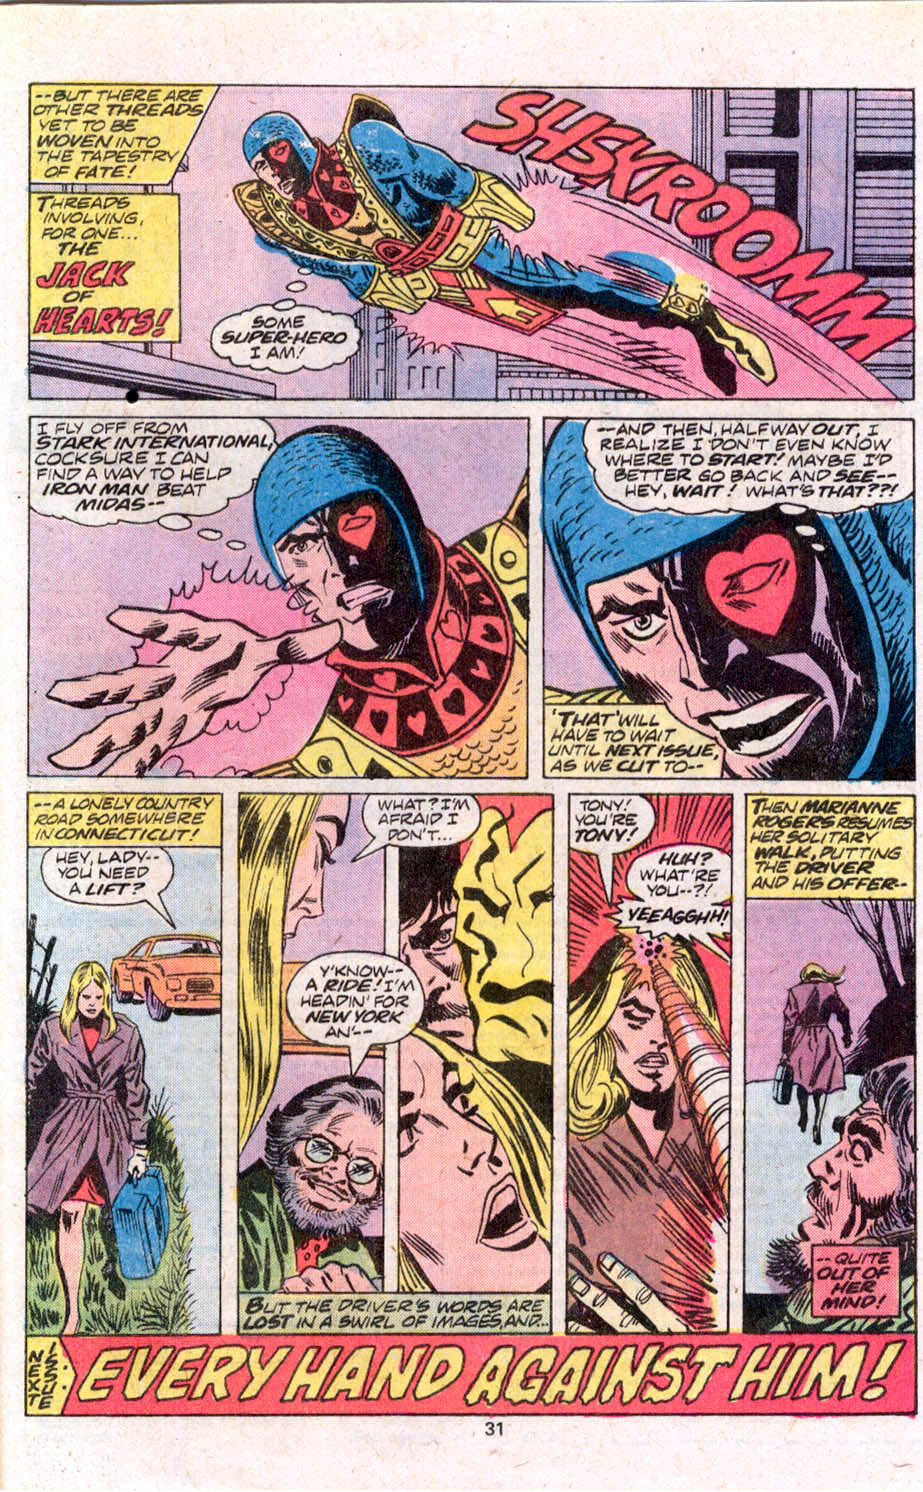 --BUT THERE ARE
OTHER THREADS
YET TO BE
WOVEN INTO
THE TAPESTRY
OF FATE!
THREADS
INVOLVING,
FOR ONE...
THE
JACK
OF
HEARTS!
SOME
SUPER-HERO
I AM!
SHSKROOMM
I FLY OFF FROM
STARK INTERNATIONAL,
COCKSURE I CAN
FIND A WAY TO HELP
IRON MAN BEAT
MIDAS--
--AND THEN, HALFWAY OUT, I
REALIZE I DON'T EVEN KNOW
WHERE TO START! MAYBE I'D
BETTER GO BACK AND SEE--
HEY, WAIT! WHAT'S THAT??!
'THAT' WILL
HAVE TO WAIT
UNTIL NEXT ISSUE,
AS WE CUT TO--
--A LONELY COUNTRY
ROAD SOMEWHERE
IN CONNECTICUT!
HEY, LADY--
YOU NEED
A LIFT?
WHAT? I'M
AFRAID I
DON'T...
Y'KNOW--
A RIDE! I'M
HEADIN' FOR
NEW YORK
AN'--
BUT THE DRIVER'S WORDS ARE
LOST IN A SWIRL OF IMAGES, AND...
TONY!
YOU'RE
TONY!
HUH?
WHAT'RE
YOU--?!
YEEAGGHH!
THEN MARIANNE
RODGERS RESUMES
HER SOLITARY
WALK, PUTTING
THE DRIVER
AND HIS OFFER--
--QUITE
OUT OF
HER
MIND!
NEXT
ISSUE
EVERY HAND AGAINST HIM!
31